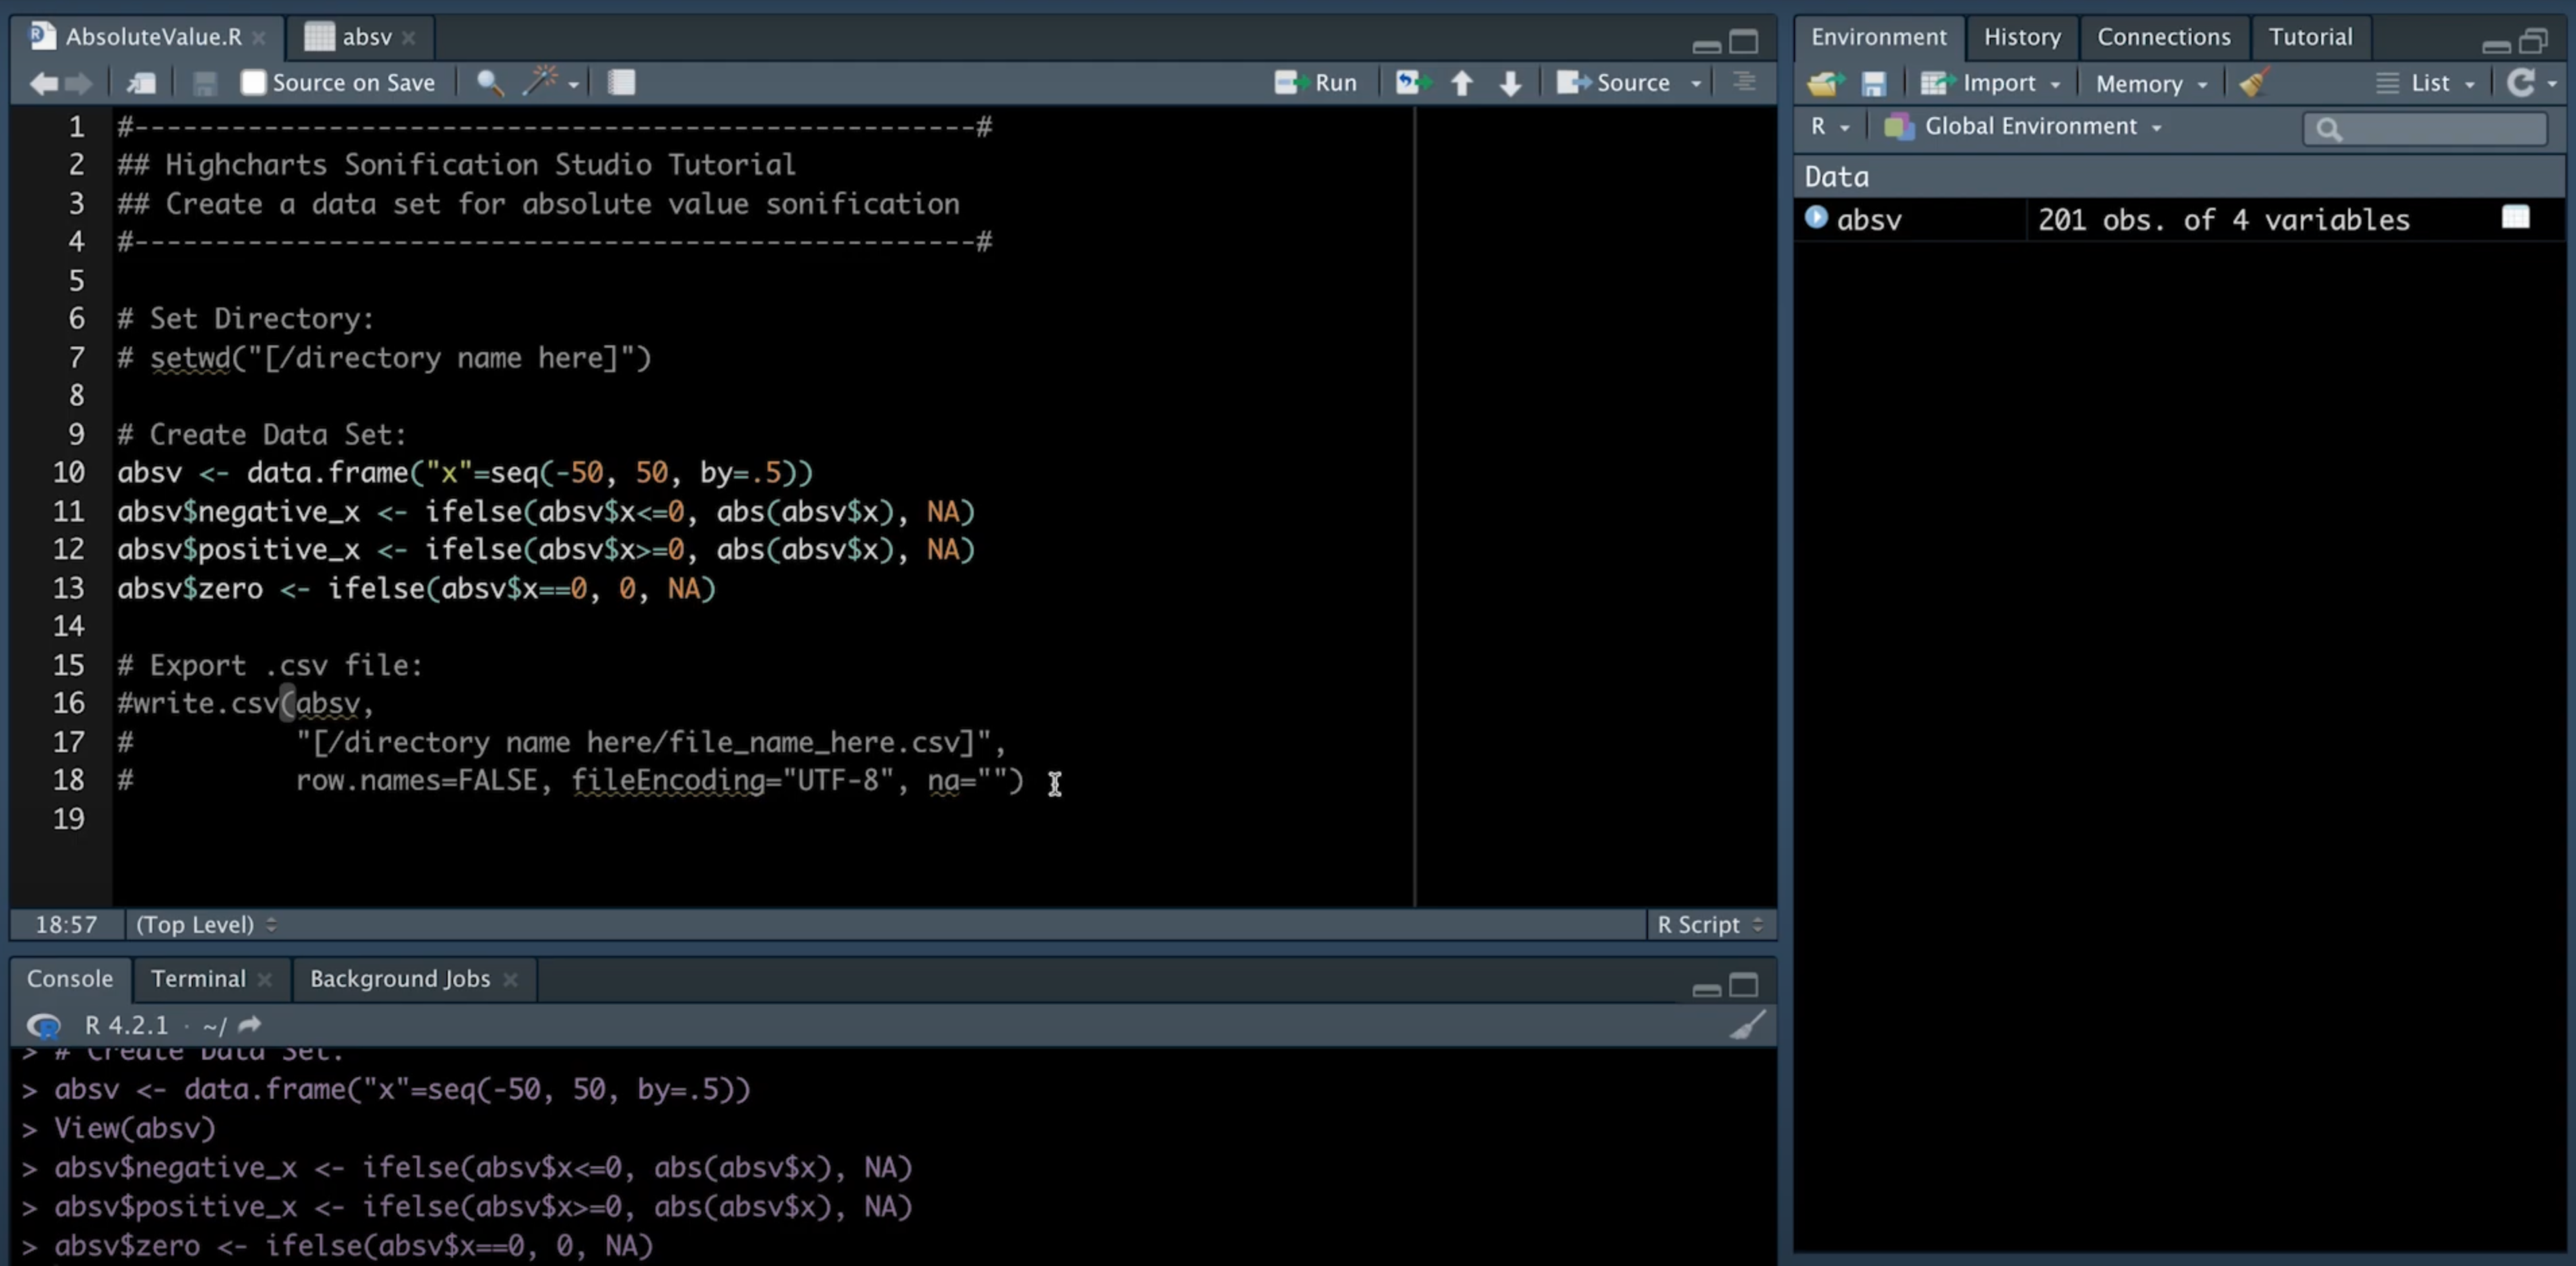 AbsoluteValue.R absv
Source on Save Run Source
1 #----------------------------------------------------#
2 ## Highcharts Sonification Studio Tutorial
3 ## Create a data set for absolute value sonification
4 #----------------------------------------------------#
5
6 # Set Directory:
7 # setwd("[/directory name here]")
8
9 # Create Data Set:
10 absv <- data.frame("x"=seq(-50, 50, by=.5))
11 absv$negative_x <- ifelse(absv$x<=0, abs(absv$x), NA)
12 absv$positive_x <- ifelse(absv$x>=0, abs(absv$x), NA)
13 absv$zero <- ifelse(absv$x==0, 0, NA)
14
15 # Export .csv file:
16 #write.csv(absv,
17 #          "[/directory name here/file_name_here.csv]",
18 #          row.names=FALSE, fileEncoding="UTF-8", na="")
19
18:57 (Top Level) R Script
Console Terminal Background Jobs
R 4.2.1 · ~/
> # Create Data Set:
> absv <- data.frame("x"=seq(-50, 50, by=.5))
> View(absv)
> absv$negative_x <- ifelse(absv$x<=0, abs(absv$x), NA)
> absv$positive_x <- ifelse(absv$x>=0, abs(absv$x), NA)
> absv$zero <- ifelse(absv$x==0, 0, NA)
Environment History Connections Tutorial
Import Memory List
R Global Environment
Data
absv 201 obs. of 4 variables